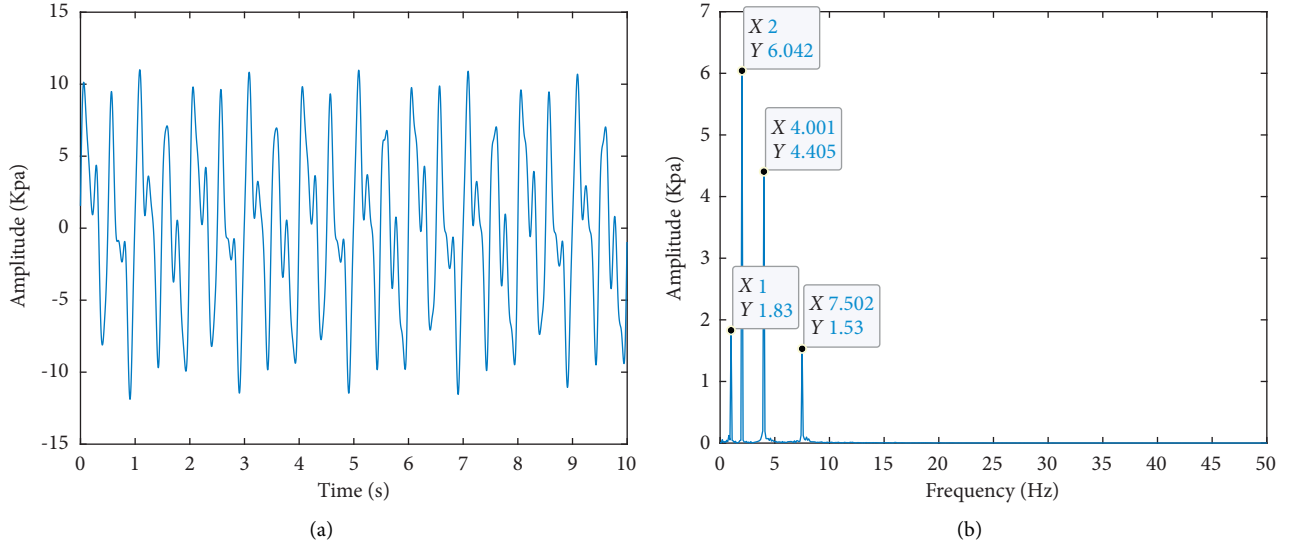 15
10
5
0
-5
-10
-15
Amplitude (Kpa)
0 1 2 3 4 5 6 7 8 9 10
Time (s)
(a)
7
6
5
4
3
2
1
0
Amplitude (Kpa)
X 2
Y 6.042
X 4.001
Y 4.405
X 1
Y 1.83
X 7.502
Y 1.53
0 5 10 15 20 25 30 35 40 45 50
Frequency (Hz)
(b)